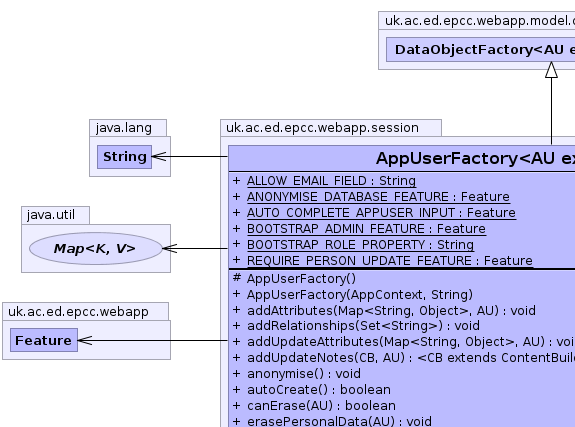 uk.ac.ed.epcc.webapp.model.
DataObjectFactory<AU
java.lang
String
uk.ac.ed.epcc.webapp.session
AppUserFactory<AU
+ ALLOW_EMAIL_FIELD : String
+ ANONYMISE_DATABASE_FEATURE : Feature
+ AUTO_COMPLETE_APPUSER_INPUT : Feature
+ BOOTSTRAP_ADMIN_FEATURE : Feature
+ BOOTSTRAP_ROLE_PROPERTY : String
+ REQUIRE_PERSON_UPDATE_FEATURE : Feature
java.util
Map<K, V>
# AppUserFactory()
+ AppUserFactory(AppContext, String)
+ addAttributes(Map<String, Object>, AU) : void
+ addRelationships(Set<String>) : void
+ addUpdateAttributes(Map<String, Object>, AU) : voi
+ addUpdateNotes(CB, AU) : <CB extends ContentBuil
+ anonymise() : void
+ autoCreate() : boolean
+ canErase(AU) : boolean
+ erasePersonalData(AU) : void
uk.ac.ed.epcc.webapp
Feature